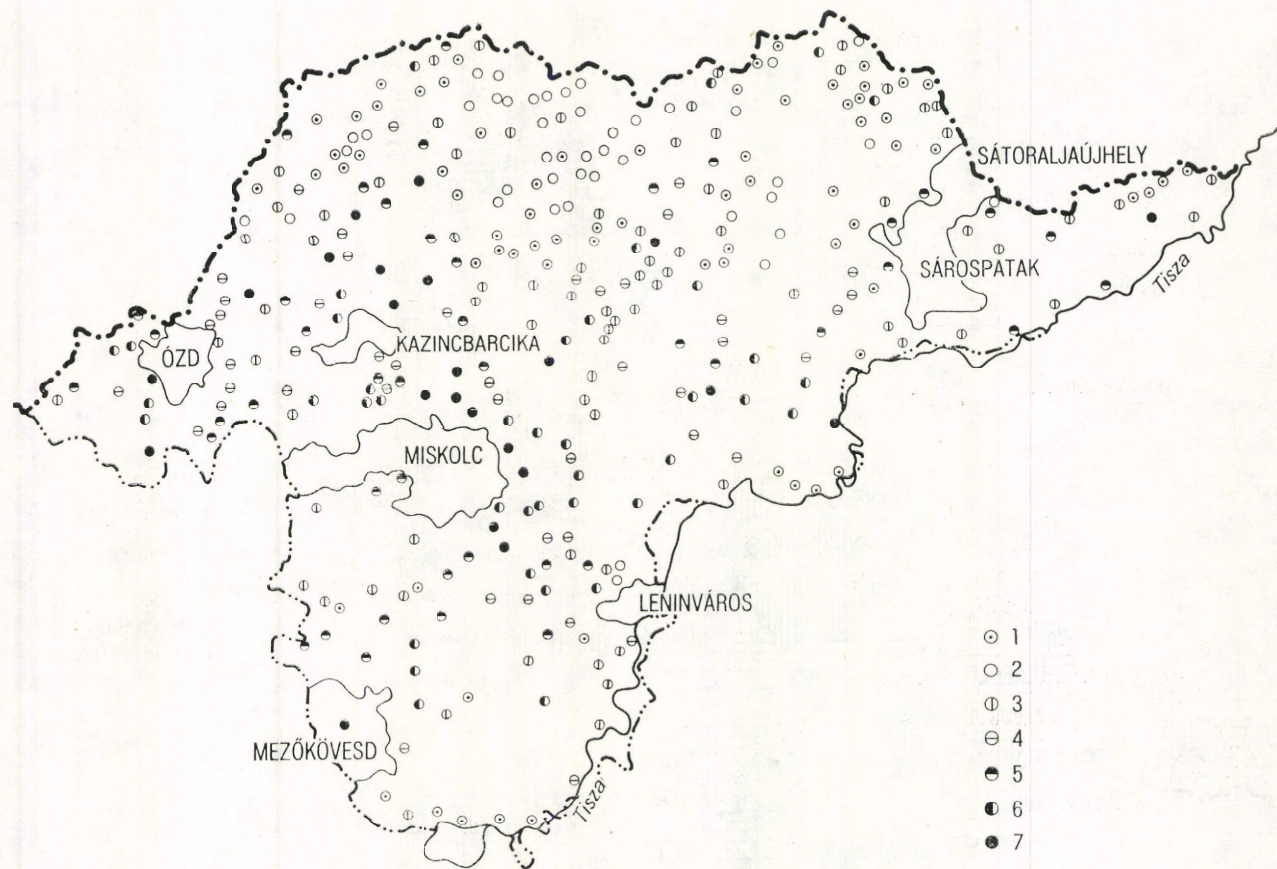 SÁTORALJAÚJHELY
SÁROSPATAK
Tisza
ÓZD
KAZINCBARCIKA
MISKOLC
LENINVÁROS
MEZŐKÖVESD
Tisza
1
2
3
4
5
6
7